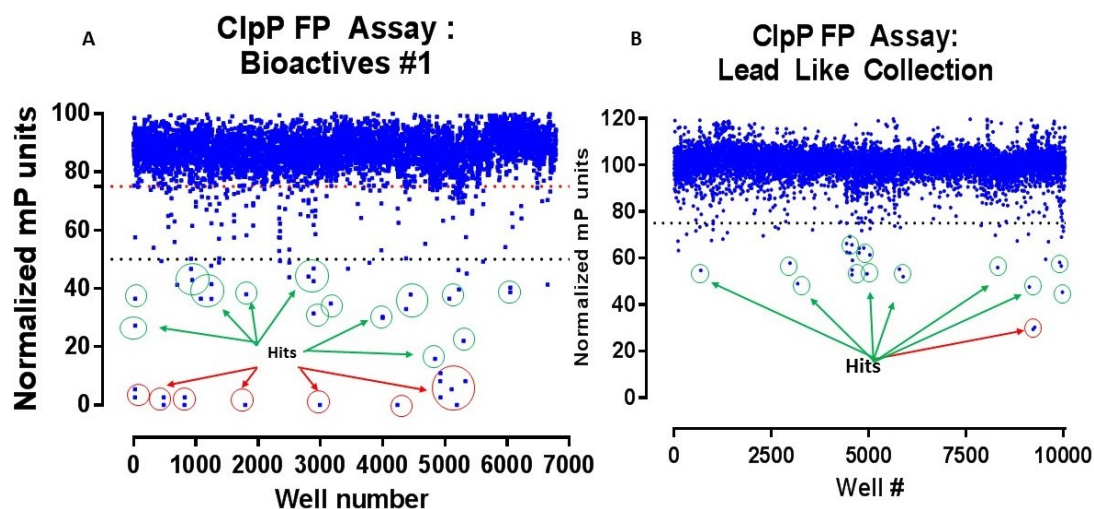 A
ClpP FP Assay :
Bioactives #1
Normalized mP units
100
80
60
40
20
0
Hits
0 1000 2000 3000 4000 5000 6000 7000
Well number
B
ClpP FP Assay:
Lead Like Collection
Normalized mP units
120
100
80
60
40
20
0
Hits
0 2500 5000 7500 10000
Well #